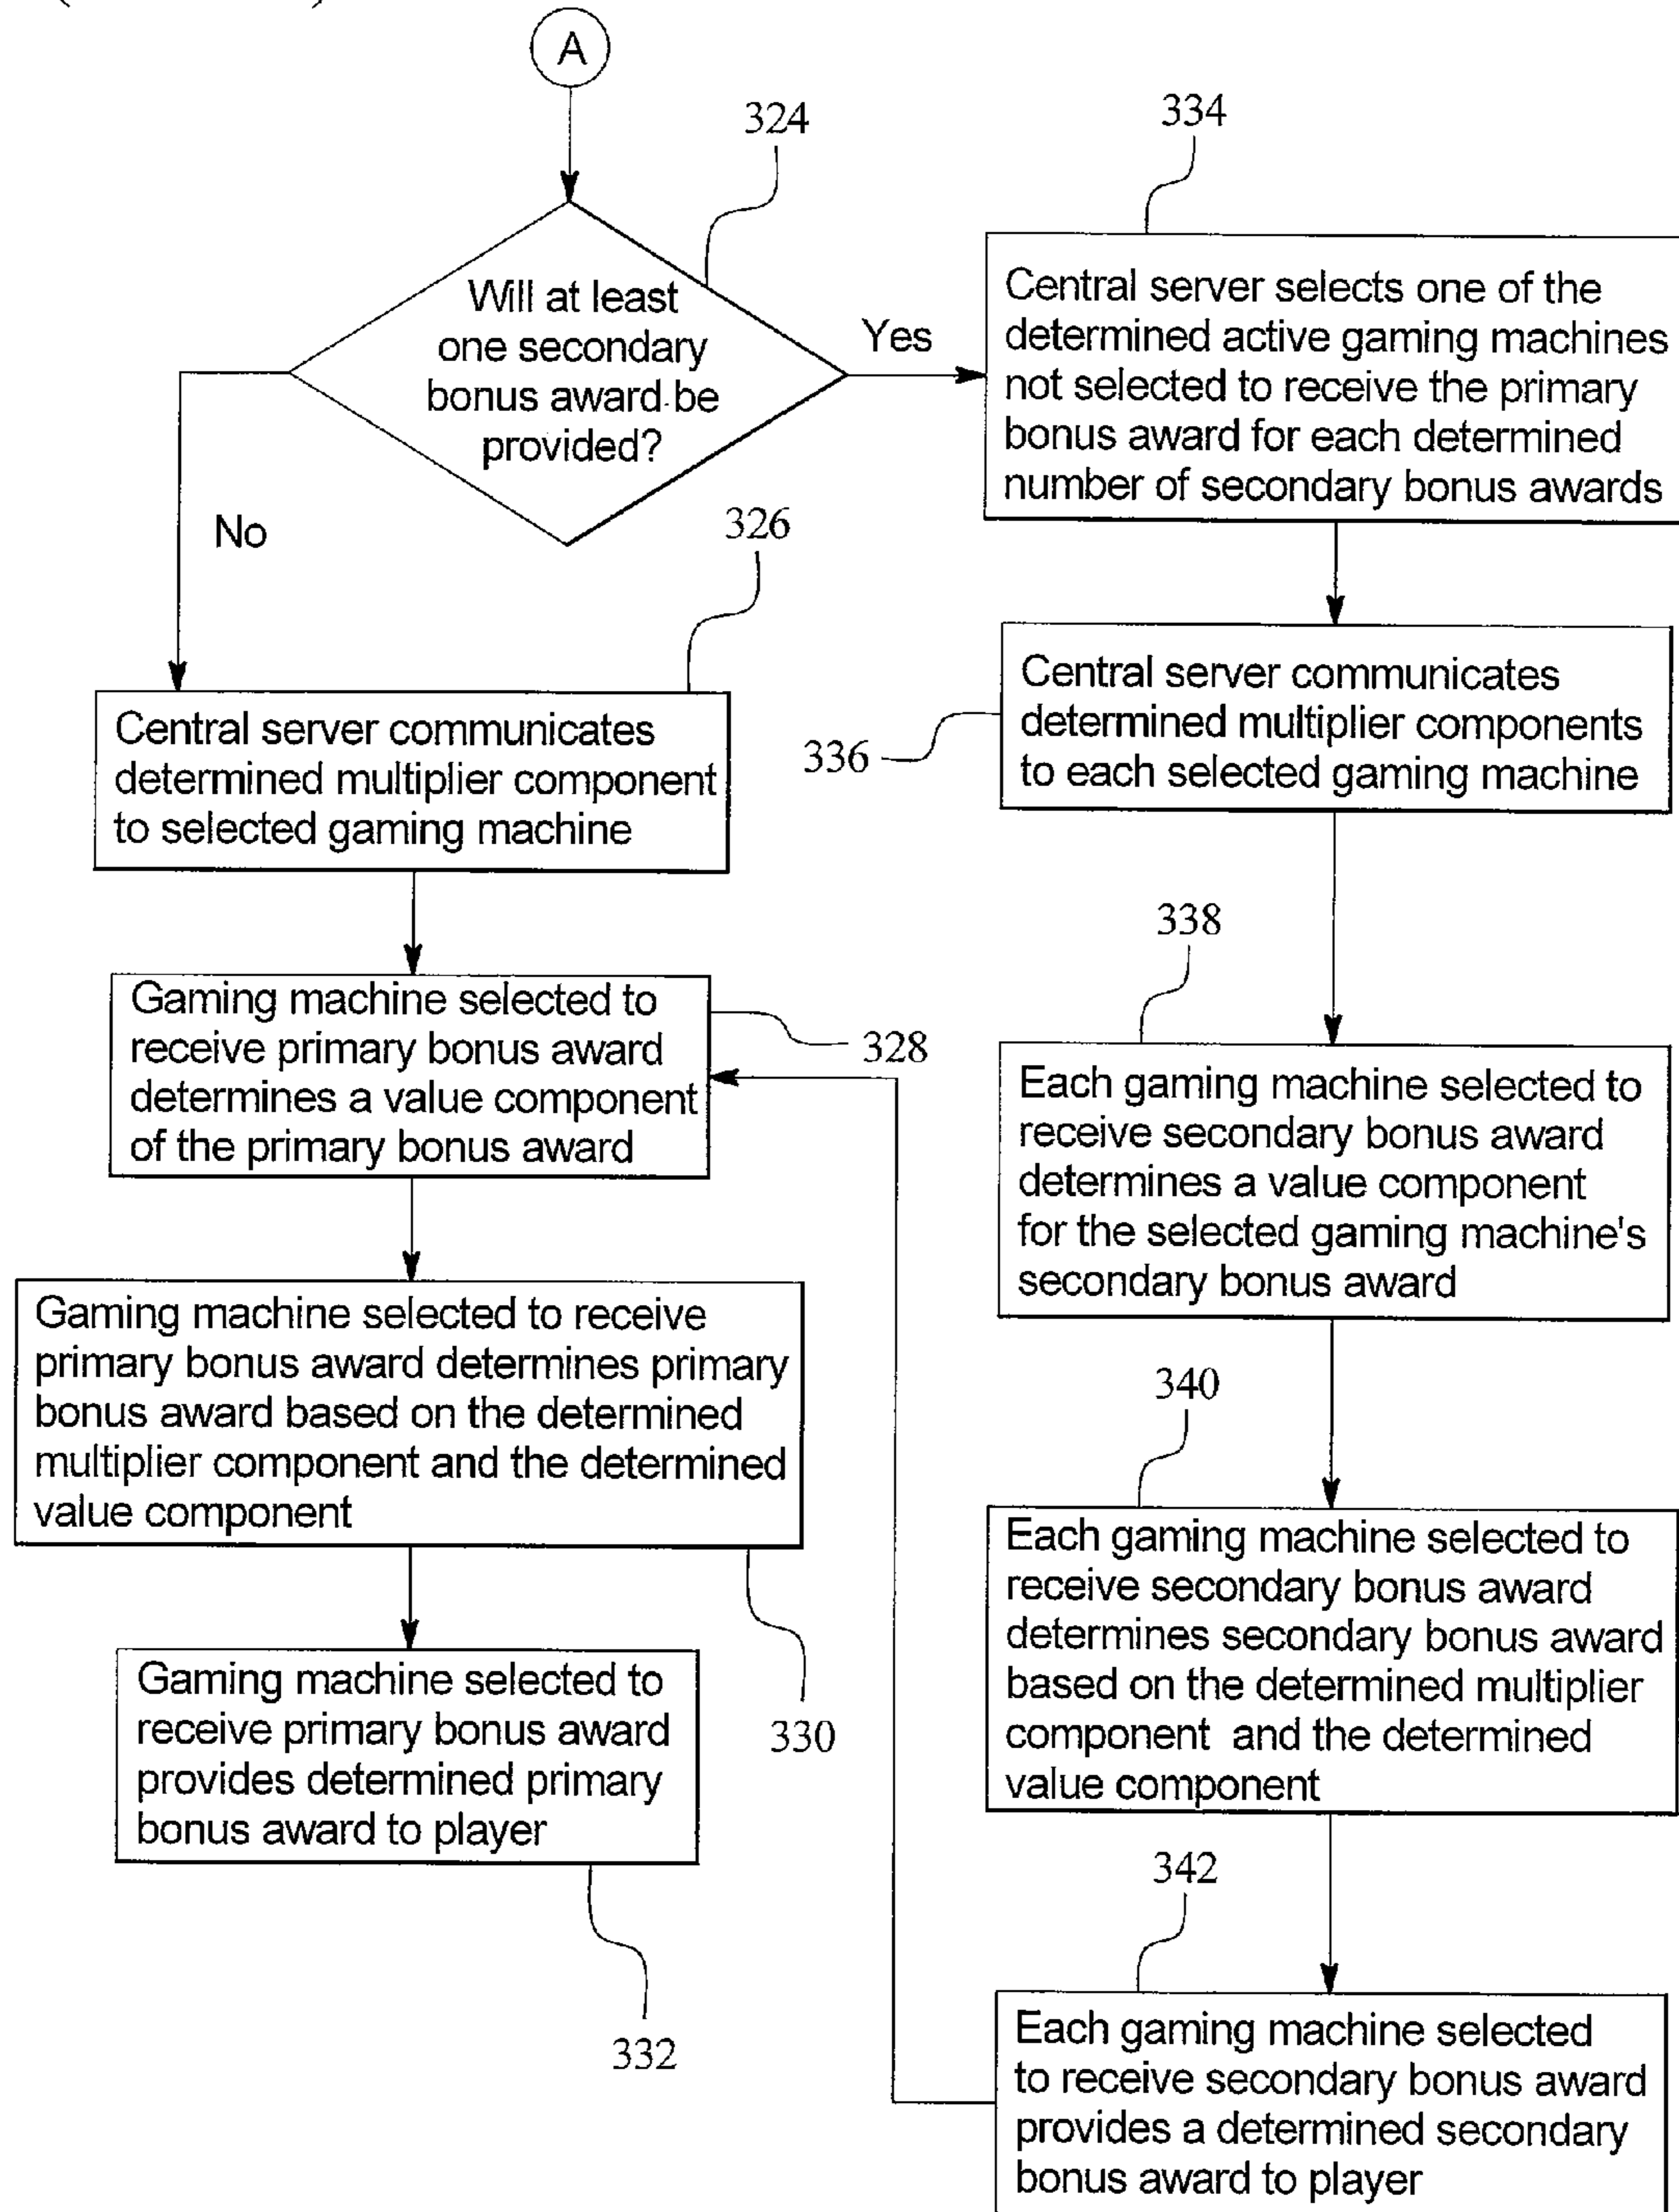 A
324
Will at least
one secondary
bonus award be
provided?
Yes
No
334
Central server selects one of the
determined active gaming machines
not selected to receive the primary
bonus award for each determined
number of secondary bonus awards
326
Central server communicates
determined multiplier component
to selected gaming machine
336
Central server communicates
determined multiplier components
to each selected gaming machine
328
Gaming machine selected to
receive primary bonus award
determines a value component
of the primary bonus award
338
Each gaming machine selected to
receive secondary bonus award
determines a value component
for the selected gaming machine's
secondary bonus award
Gaming machine selected to receive
primary bonus award determines primary
bonus award based on the determined
multiplier component and the determined
value component
330
340
Each gaming machine selected to
receive secondary bonus award
determines secondary bonus award
based on the determined multiplier
component and the determined
value component
Gaming machine selected to
receive primary bonus award
provides determined primary
bonus award to player
332
342
Each gaming machine selected
to receive secondary bonus award
provides a determined secondary
bonus award to player